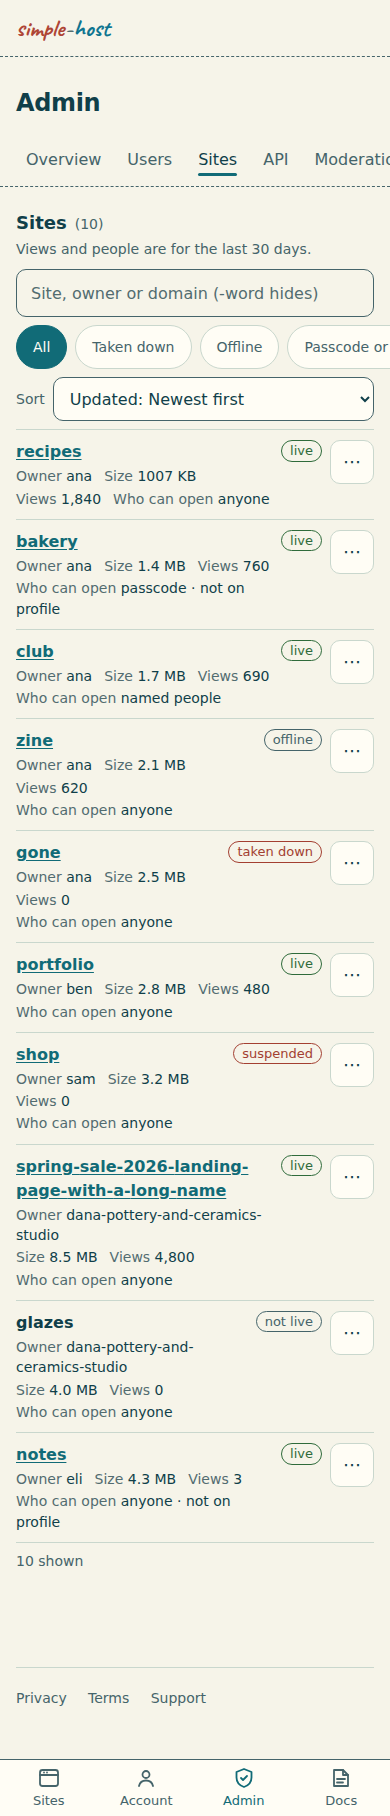 simple-host
Admin
Overview Users Sites API Moderatio
Sites (10)
Views and people are for the last 30 days.
Site, owner or domain (-word hides)
All Taken down Offline Passcode or
Sort Updated: Newest first
recipes live ...
Owner ana Size 1007 KB
Views 1,840 Who can open anyone
bakery live ...
Owner ana Size 1.4 MB Views 760
Who can open passcode · not on
profile
club live ...
Owner ana Size 1.7 MB Views 690
Who can open named people
zine offline ...
Owner ana Size 2.1 MB
Views 620
Who can open anyone
gone taken down ...
Owner ana Size 2.5 MB
Views 0
Who can open anyone
portfolio live ...
Owner ben Size 2.8 MB Views 480
Who can open anyone
shop suspended ...
Owner sam Size 3.2 MB
Views 0
Who can open anyone
spring-sale-2026-landing- live ...
page-with-a-long-name
Owner dana-pottery-and-ceramics-
studio
Size 8.5 MB Views 4,800
Who can open anyone
glazes not live ...
Owner dana-pottery-and-
ceramics-studio
Size 4.0 MB Views 0
Who can open anyone
notes live ...
Owner eli Size 4.3 MB Views 3
Who can open anyone · not on
profile
10 shown
Privacy Terms Support
Sites Account Admin Docs